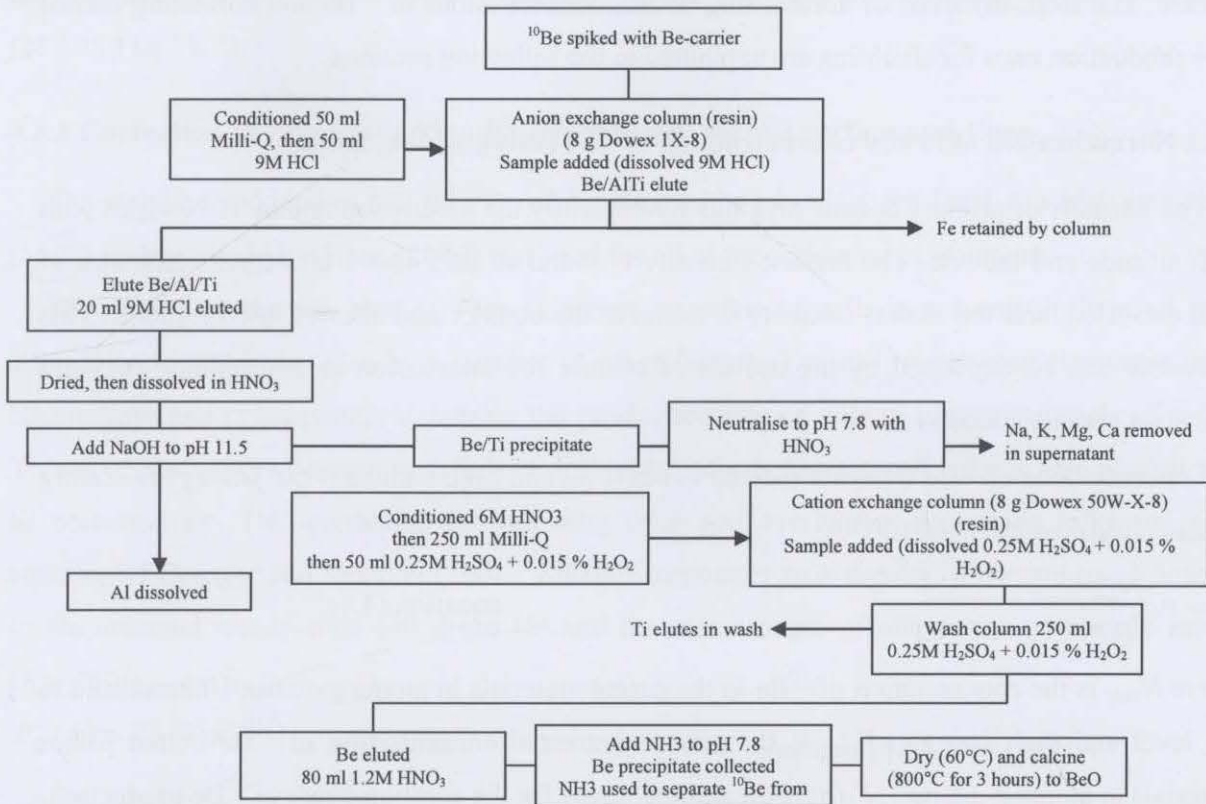 ¹⁰Be spiked with Be-carrier
Conditioned 50 ml
Milli-Q, then 50 ml
9M HCl
Anion exchange column (resin)
(8 g Dowex 1X-8)
Sample added (dissolved 9M HCl)
Be/AlTi elute
Fe retained by column
Elute Be/Al/Ti
20 ml 9M HCl eluted
Dried, then dissolved in HNO₃
Add NaOH to pH 11.5
Be/Ti precipitate
Neutralise to pH 7.8 with
HNO₃
Na, K, Mg, Ca removed
in supernatant
Al dissolved
Conditioned 6M HNO3
then 250 ml Milli-Q
then 50 ml 0.25M H₂SO₄ + 0.015 % H₂O₂
Cation exchange column (8 g Dowex 50W-X-8)
(resin)
Sample added (dissolved 0.25M H₂SO₄ + 0.015 %
H₂O₂)
Ti elutes in wash
Wash column 250 ml
0.25M H₂SO₄ + 0.015 % H₂O₂
Be eluted
80 ml 1.2M HNO₃
Add NH3 to pH 7.8
Be precipitate collected
NH3 used to separate ¹⁰Be from
Dry (60°C) and calcine
(800°C for 3 hours) to BeO